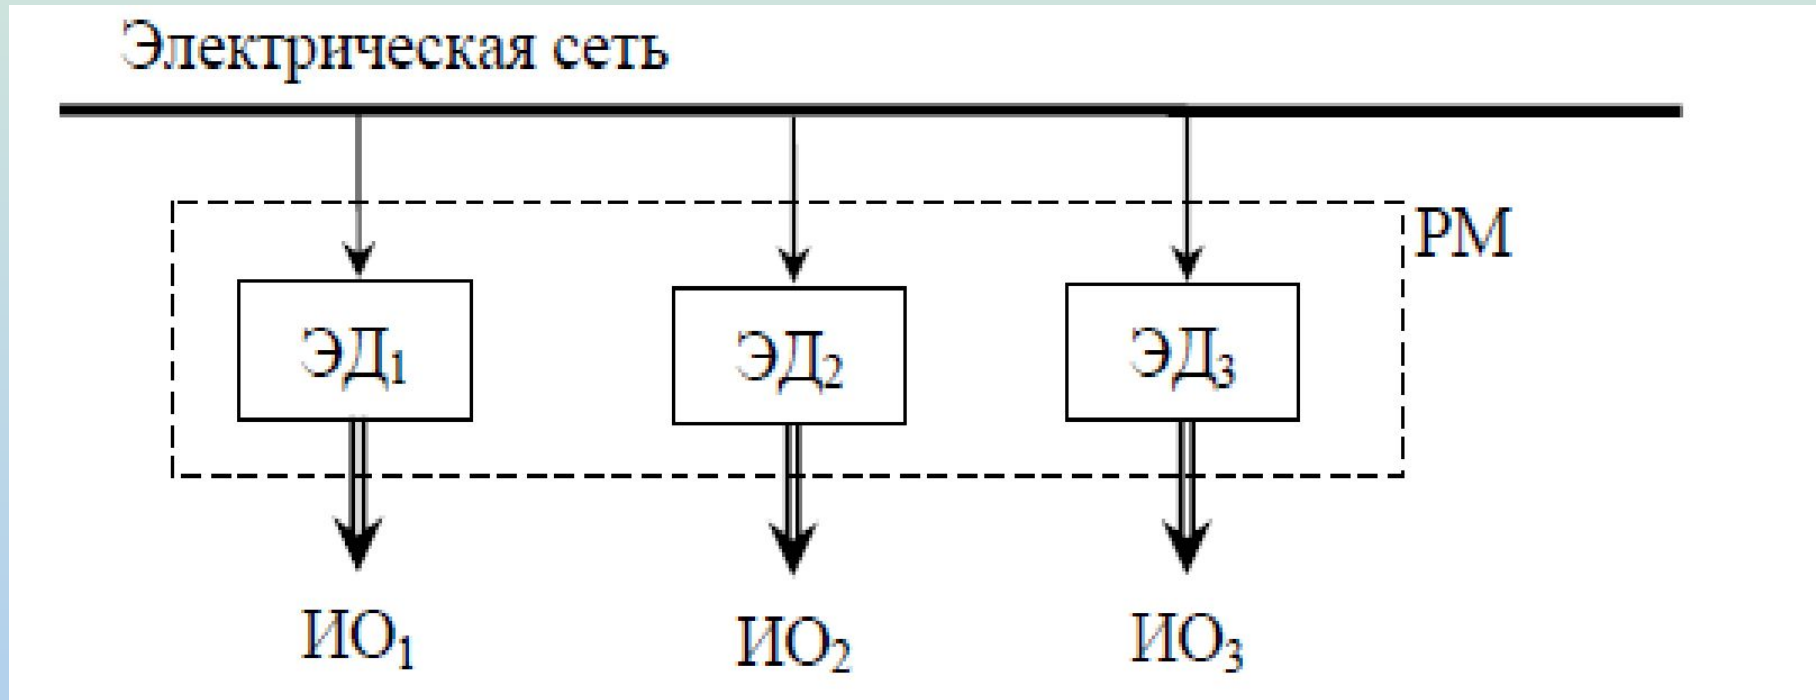 Электрическая сеть
РМ
ЭД₁ ЭД₂ ЭД₃
ИО₁ ИО₂ ИО₃